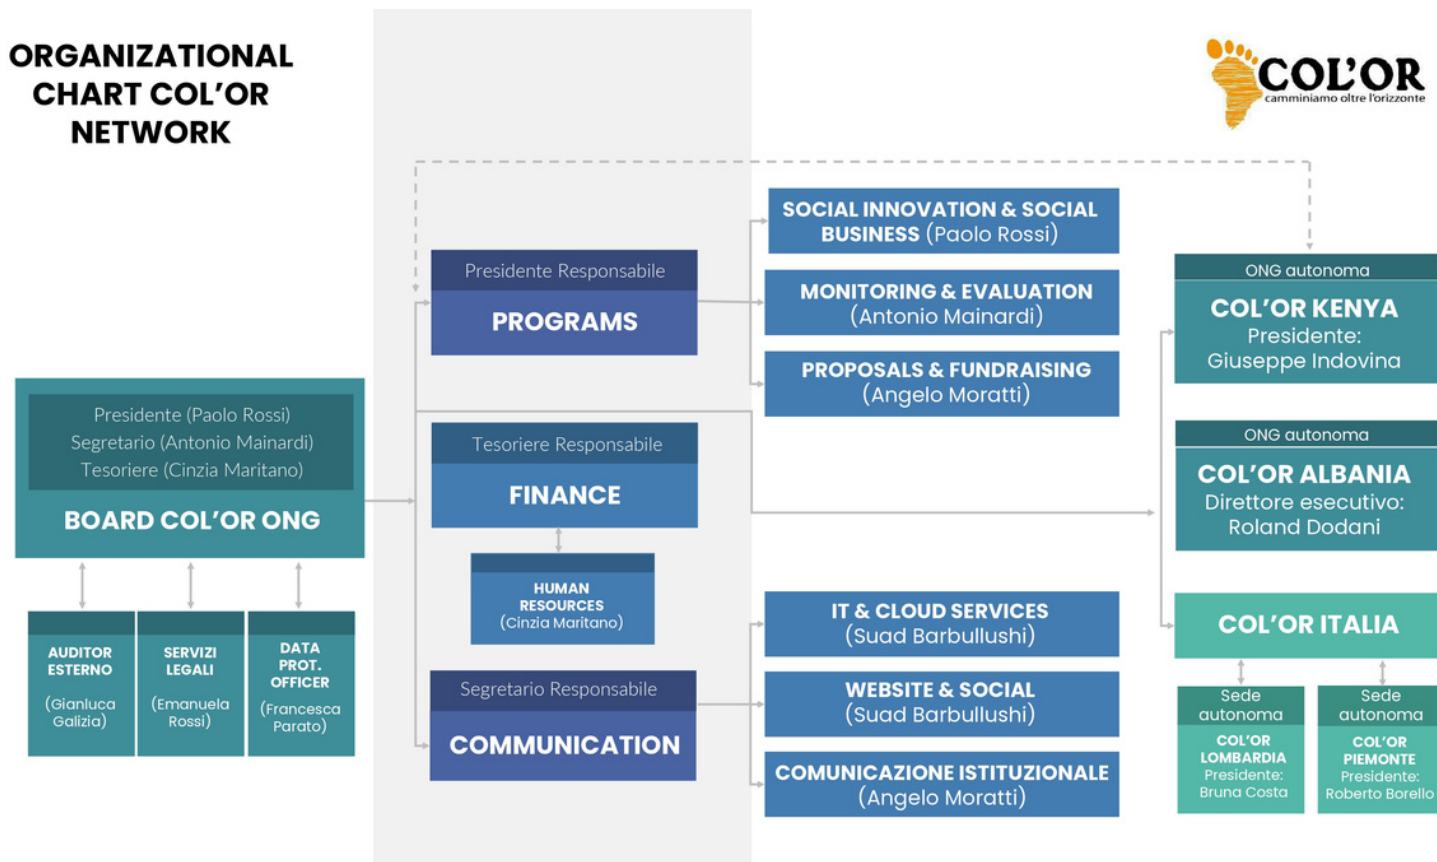 ORGANIZATIONAL
CHART COL'OR
NETWORK
COL'OR
camminiamo oltre l'orizzonte
Presidente (Paolo Rossi)
Segretario (Antonio Mainardi)
Tesoriere (Cinzia Maritano)
BOARD COL'OR ONG
AUDITOR
ESTERNO
(Gianluca
Galizia)
SERVIZI
LEGALI
(Emanuela
Rossi)
DATA
PROT.
OFFICER
(Francesca
Parato)
Presidente Responsabile
PROGRAMS
SOCIAL INNOVATION & SOCIAL
BUSINESS (Paolo Rossi)
MONITORING & EVALUATION
(Antonio Mainardi)
PROPOSALS & FUNDRAISING
(Angelo Moratti)
Tesoriere Responsabile
FINANCE
HUMAN
RESOURCES
(Cinzia Maritano)
Segretario Responsabile
COMMUNICATION
IT & CLOUD SERVICES
(Suad Barbullushi)
WEBSITE & SOCIAL
(Suad Barbullushi)
COMUNICAZIONE ISTITUZIONALE
(Angelo Moratti)
ONG autonoma
COL'OR KENYA
Presidente:
Giuseppe Indovina
ONG autonoma
COL'OR ALBANIA
Direttore esecutivo:
Roland Dodani
COL'OR ITALIA
Sede
autonoma
COL'OR
LOMBARDIA
Presidente:
Bruna Costa
Sede
autonoma
COL'OR
PIEMONTE
Presidente:
Roberto Borello